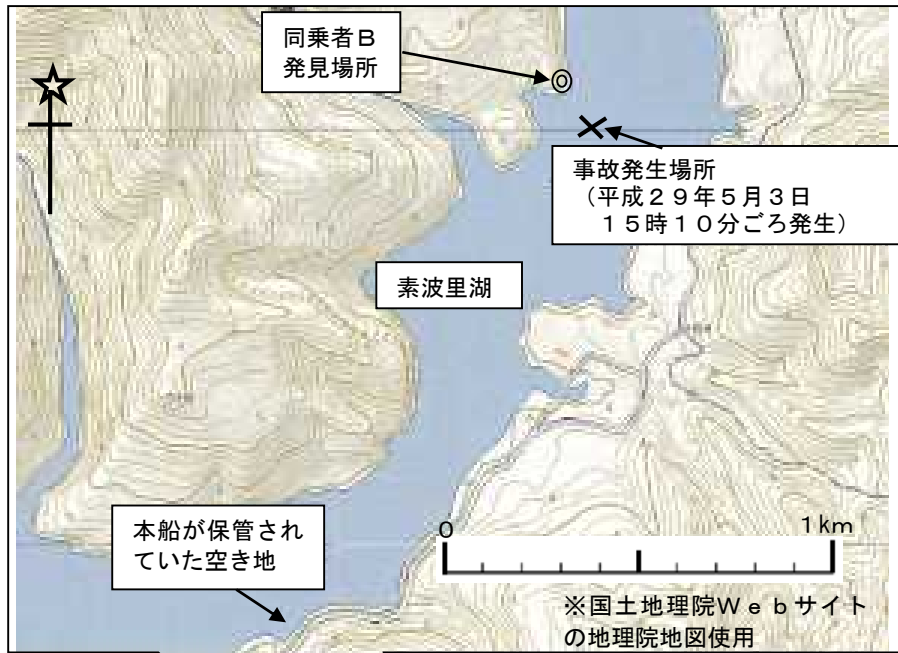 同乗者Ｂ
発見場所
事故発生場所
（平成２９年５月３日
１５時１０分ごろ発生）
素波里湖
本船が保管され
ていた空き地
0
1km
※国土地理院Ｗｅｂサイト
の地理院地図使用